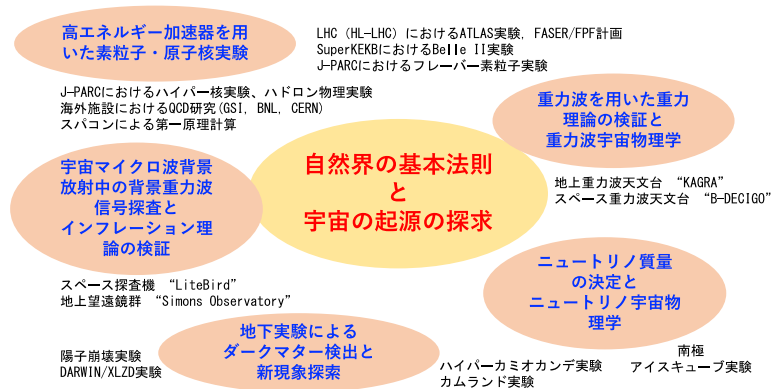 高エネルギー加速器を用
いた素粒子・原子核実験
LHC (HL-LHC) におけるATLAS実験, FASER/FPF計画
SuperKEKBにおけるBelle II実験
J-PARCにおけるフレーバー素粒子実験
J-PARCにおけるハイパー核実験、ハドロン物理実験
海外施設におけるQCD研究(GSI, BNL, CERN)
スパコンによる第一原理計算
重力波を用いた重力
理論の検証と
重力波宇宙物理学
地上重力波天文台 “KAGRA”
スペース重力波天文台 “B-DECIGO”
自然界の基本法則
と
宇宙の起源の探求
宇宙マイクロ波背景
放射中の背景重力波
信号探査と
インフレーション理
論の検証
スペース探査機 “LiteBird”
地上望遠鏡群 “Simons Observatory”
ニュートリノ質量
の決定と
ニュートリノ宇宙物
理学
南極
アイスキューブ実験
ハイパーカミオカンデ実験
カムランド実験
地下実験による
ダークマター検出と
新現象探索
陽子崩壊実験
DARWIN/XLZD実験